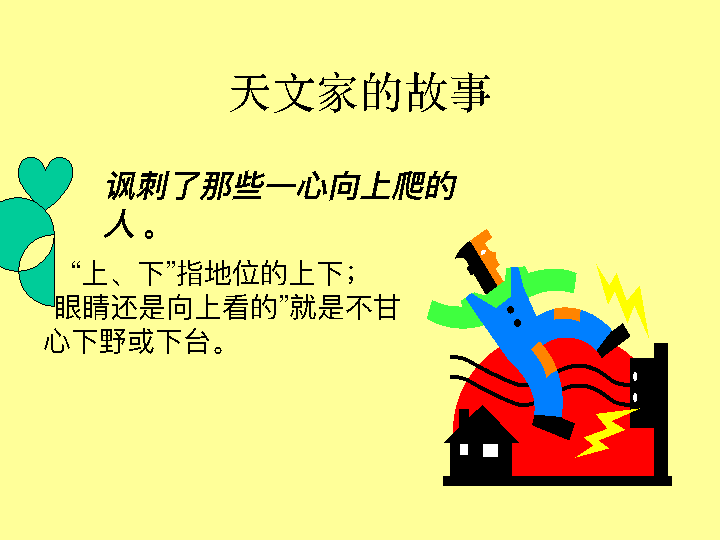 天文家的故事
讽刺了那些一心向上爬的
人 。
“上、下”指地位的上下；
眼睛还是向上看的”就是不甘
心下野或下台。